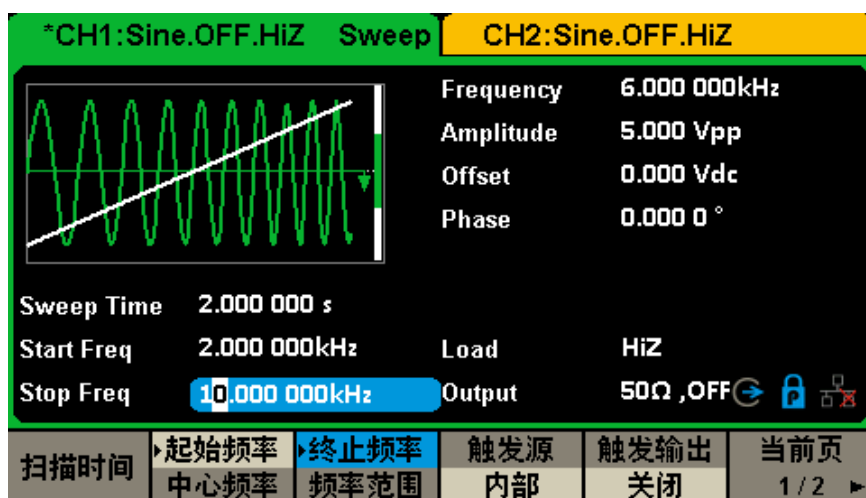 *CH1:Sine.OFF.HiZ Sweep CH2:Sine.OFF.HiZ
Frequency 6.000 000kHz
Amplitude 5.000 Vpp
Offset 0.000 Vdc
Phase 0.000 0 °
Sweep Time 2.000 000 s
Start Freq 2.000 000kHz Load HiZ
Stop Freq 10.000 000kHz Output 50Ω ,OFF P
扫描时间 起始频率 终止频率 触发源 触发输出 当前页
中心频率 频率范围 内部 关闭 1/2